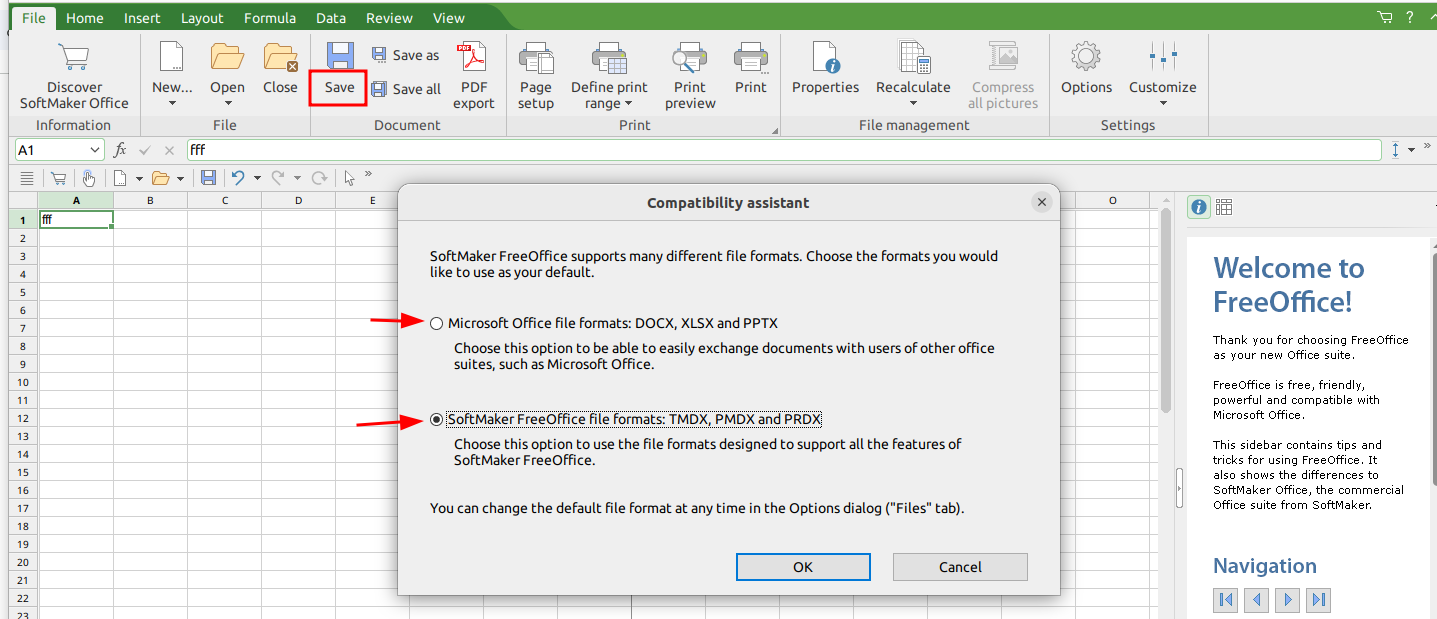 File Home Insert Layout Formula Data Review View
?
Discover
SoftMaker Office
New...
Open
Close
Save
Save as
Save all
PDF
PDF
export
Page
setup
Define print
range
Print
preview
Print
Properties
Recalculate
Compress
all pictures
Options
Customize
Information
File
Document
Print
File management
Settings
A1
fx
fff
»
»
A B C D E O
1 fff
2
3
4
5
6
7
8
9
10
11
12
13
14
15
16
17
18
19
20
21
22
23
Compatibility assistant
SoftMaker FreeOffice supports many different file formats. Choose the formats you would
like to use as your default.
Microsoft Office file formats: DOCX, XLSX and PPTX
Choose this option to be able to easily exchange documents with users of other office
suites, such as Microsoft Office.
SoftMaker FreeOffice file formats: TMDX, PMDX and PRDX
Choose this option to use the file formats designed to support all the features of
SoftMaker FreeOffice.
You can change the default file format at any time in the Options dialog ("Files" tab).
OK
Cancel
Welcome to
FreeOffice!
Thank you for choosing FreeOffice
as your new Office suite.
FreeOffice is free, friendly,
powerful and compatible with
Microsoft Office.
This sidebar contains tips and
tricks for using FreeOffice. It
also shows the differences to
SoftMaker Office, the commercial
Office suite from SoftMaker.
Navigation